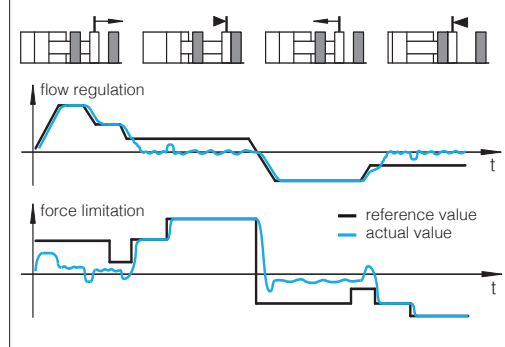 flow regulation
t
force limitation
reference value
actual value
t